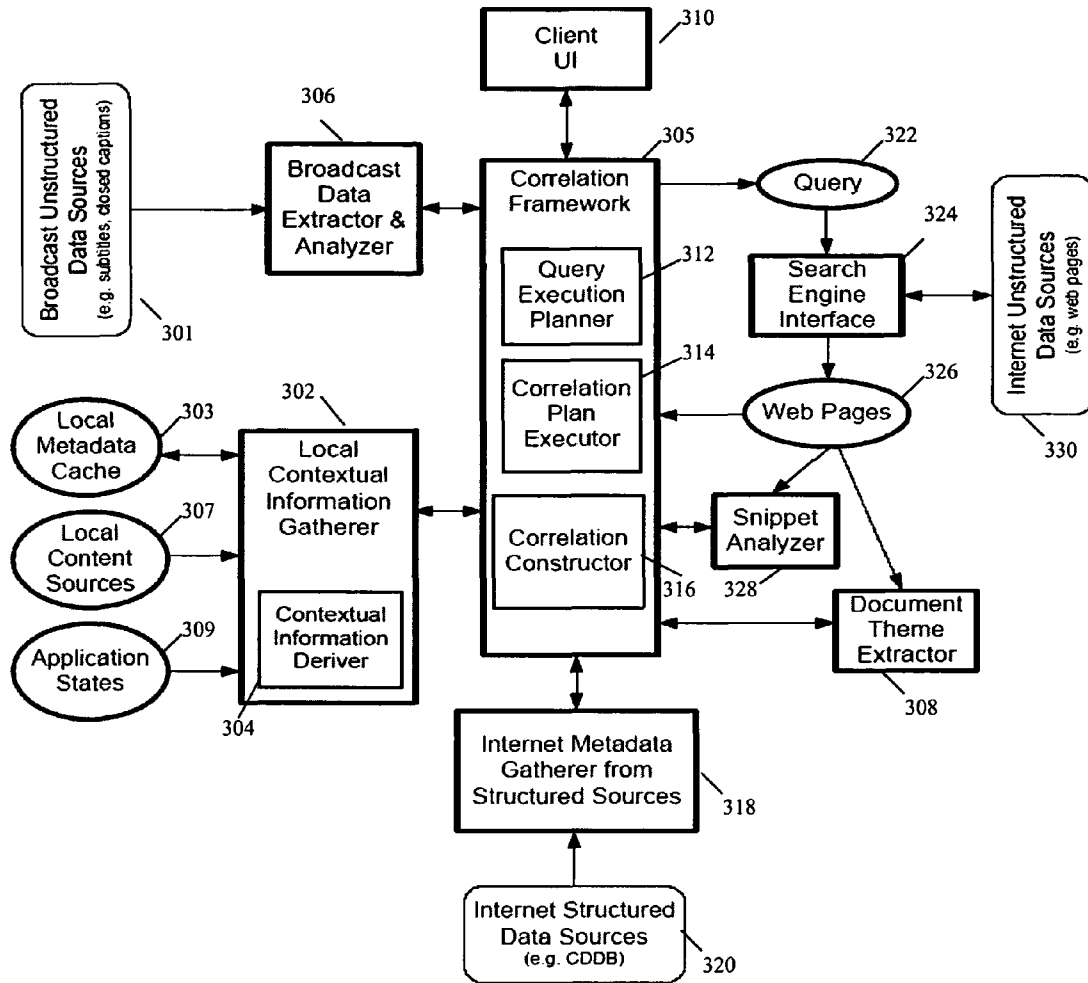 Client
UI
310
Broadcast Unstructured
Data Sources
(e.g. subtitles, closed captions)
301
306
Broadcast
Data
Extractor &
Analyzer
305
Correlation
Framework
312
Query
Execution
Planner
314
Correlation
Plan
Executor
Correlation
Constructor
316
322
Query
324
Search
Engine
Interface
Internet Unstructured
Data Sources
(e.g. web pages)
330
326
Web Pages
Snippet
Analyzer
328
Document
Theme
Extractor
308
303
Local
Metadata
Cache
307
Local
Content
Sources
309
Application
States
302
Local
Contextual
Information
Gatherer
Contextual
Information
Deriver
304
Internet Metadata
Gatherer from
Structured Sources
318
Internet Structured
Data Sources
(e.g. CDDB)
320